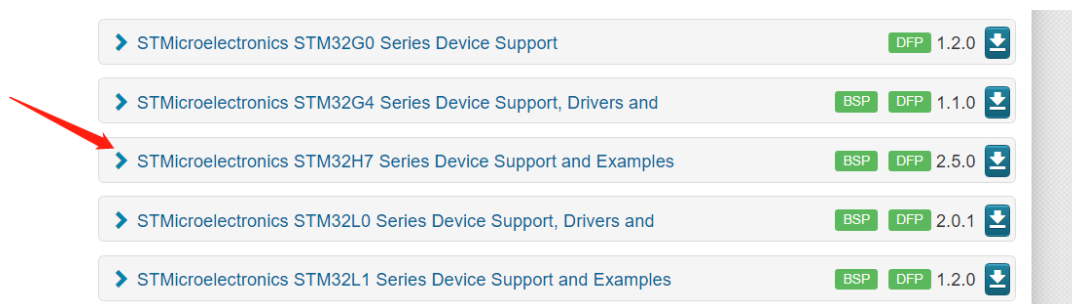 STMicroelectronics STM32G0 Series Device Support DFP 1.2.0
STMicroelectronics STM32G4 Series Device Support, Drivers and BSP DFP 1.1.0
STMicroelectronics STM32H7 Series Device Support and Examples BSP DFP 2.5.0
STMicroelectronics STM32L0 Series Device Support, Drivers and BSP DFP 2.0.1
STMicroelectronics STM32L1 Series Device Support and Examples BSP DFP 1.2.0